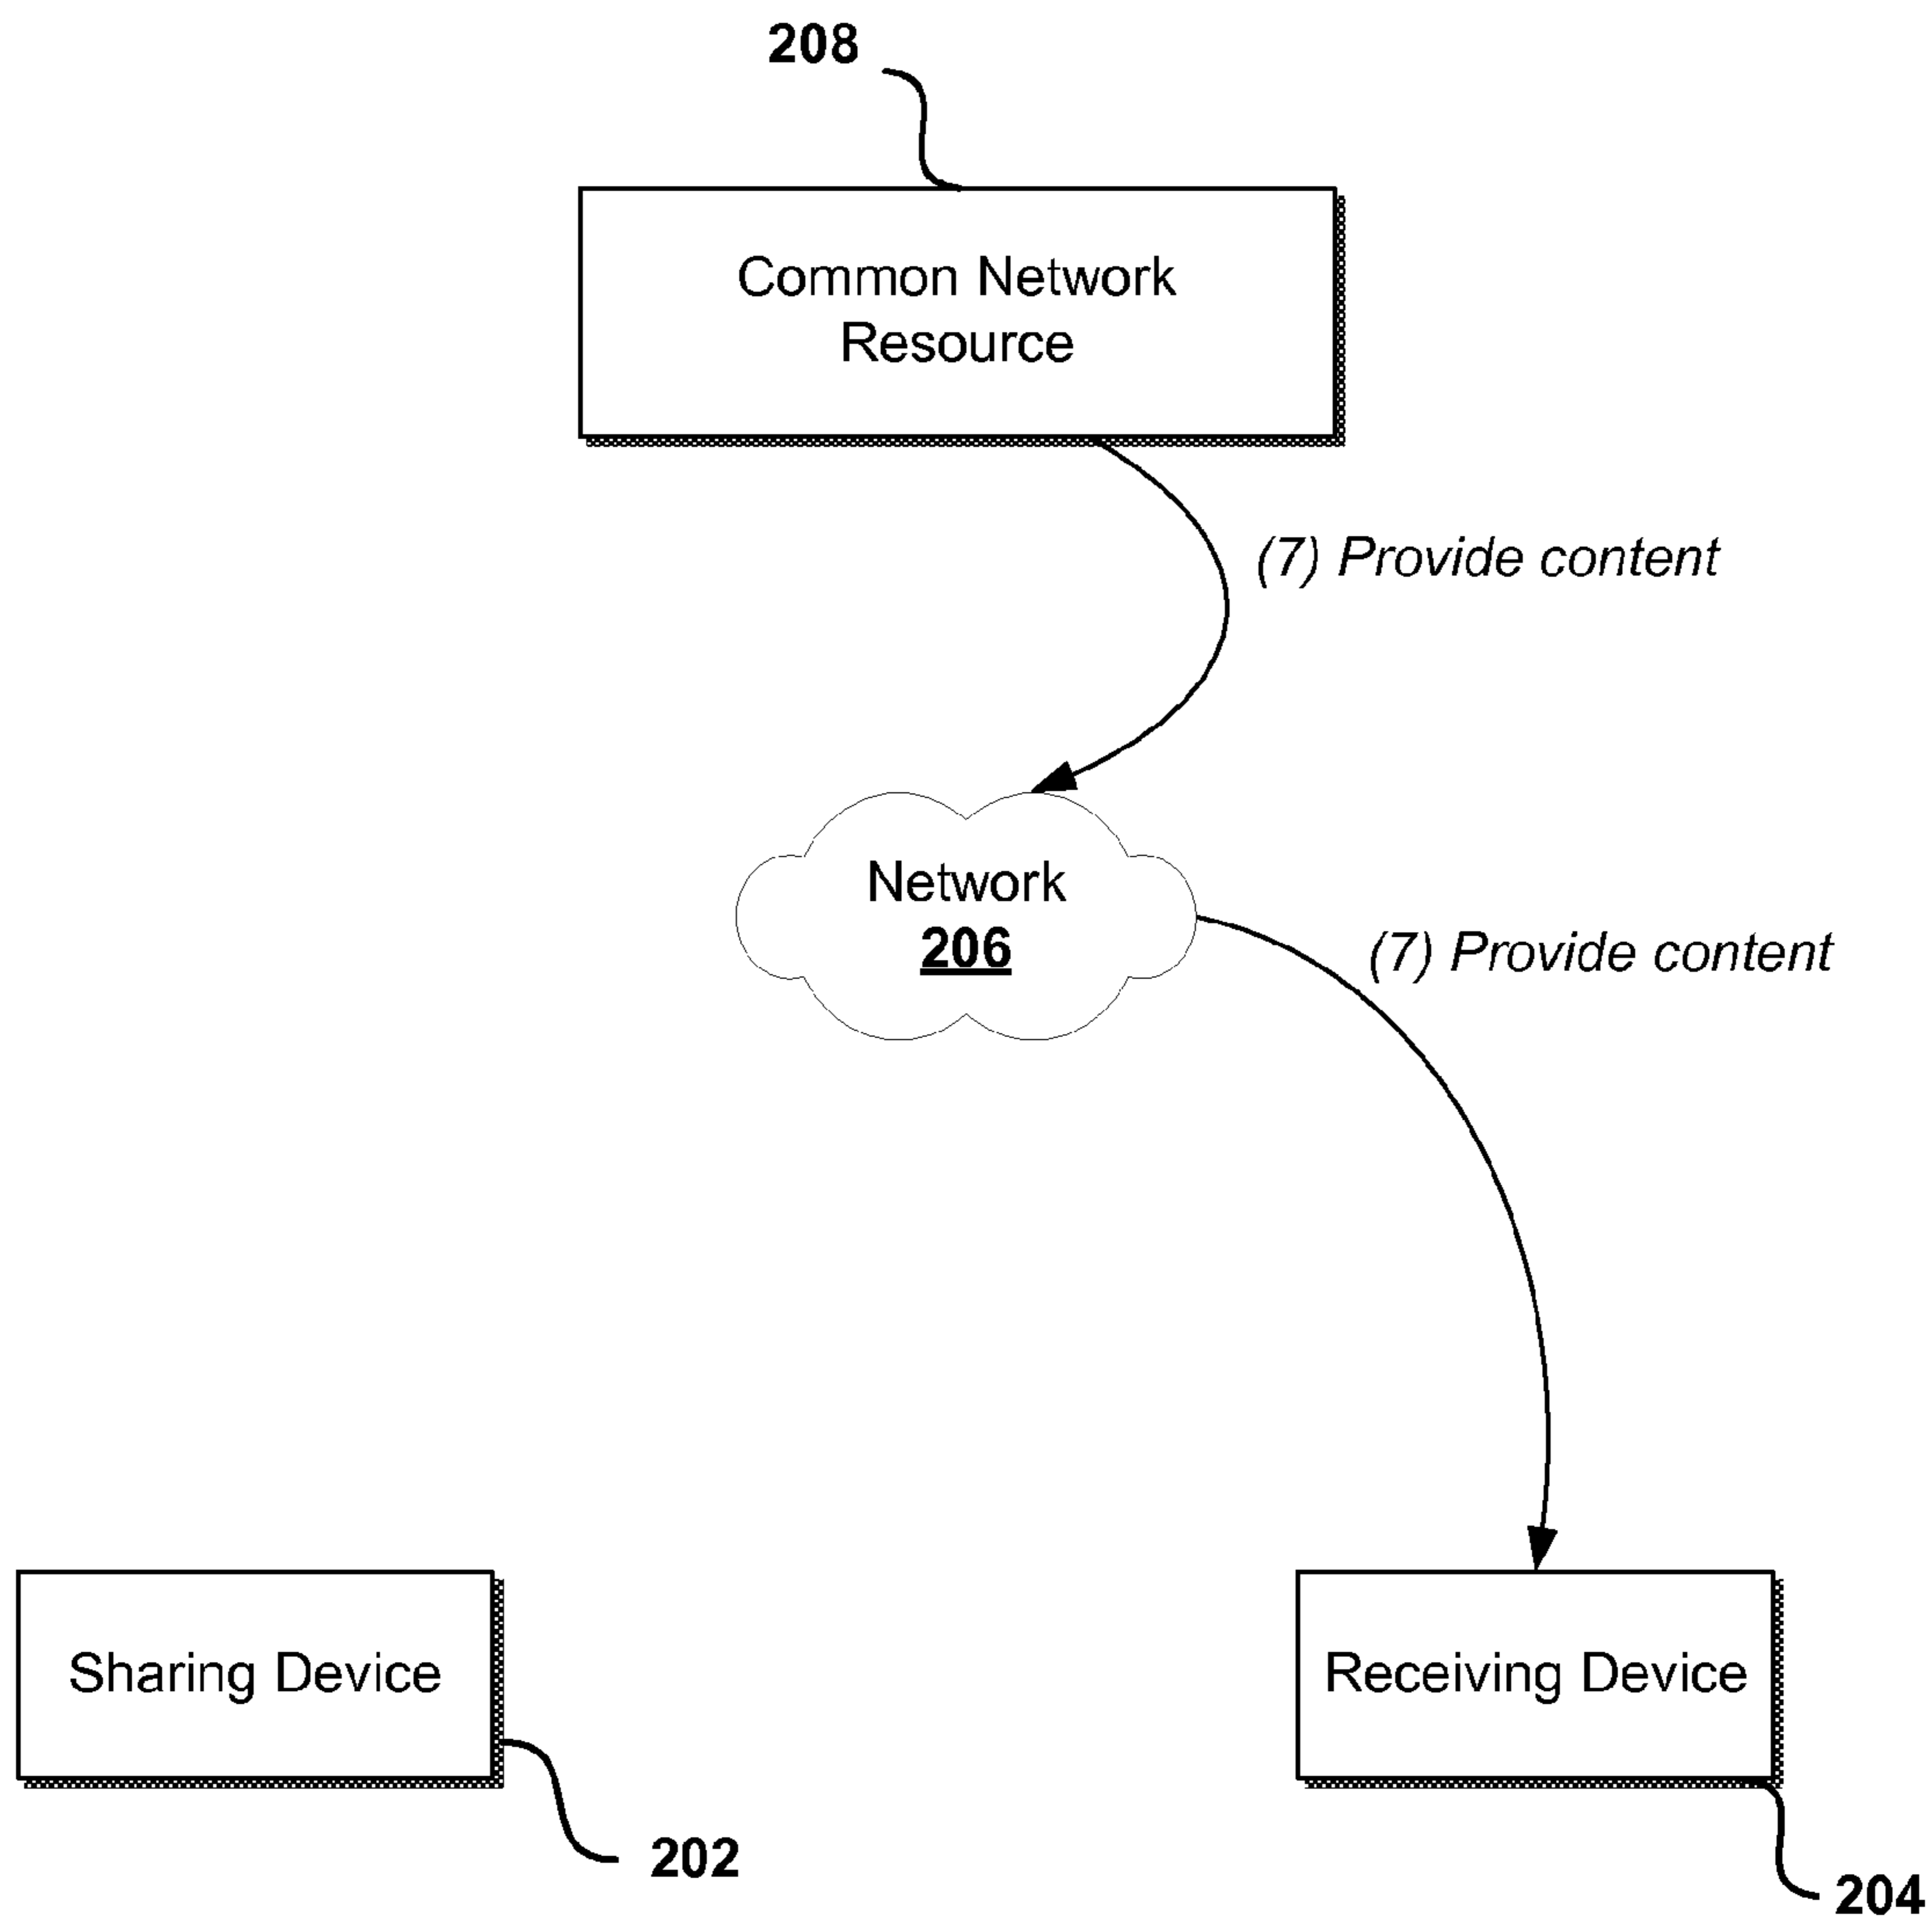 208
Common Network
Resource
(7) Provide content
Network
206
(7) Provide content
Sharing Device
Receiving Device
202
204